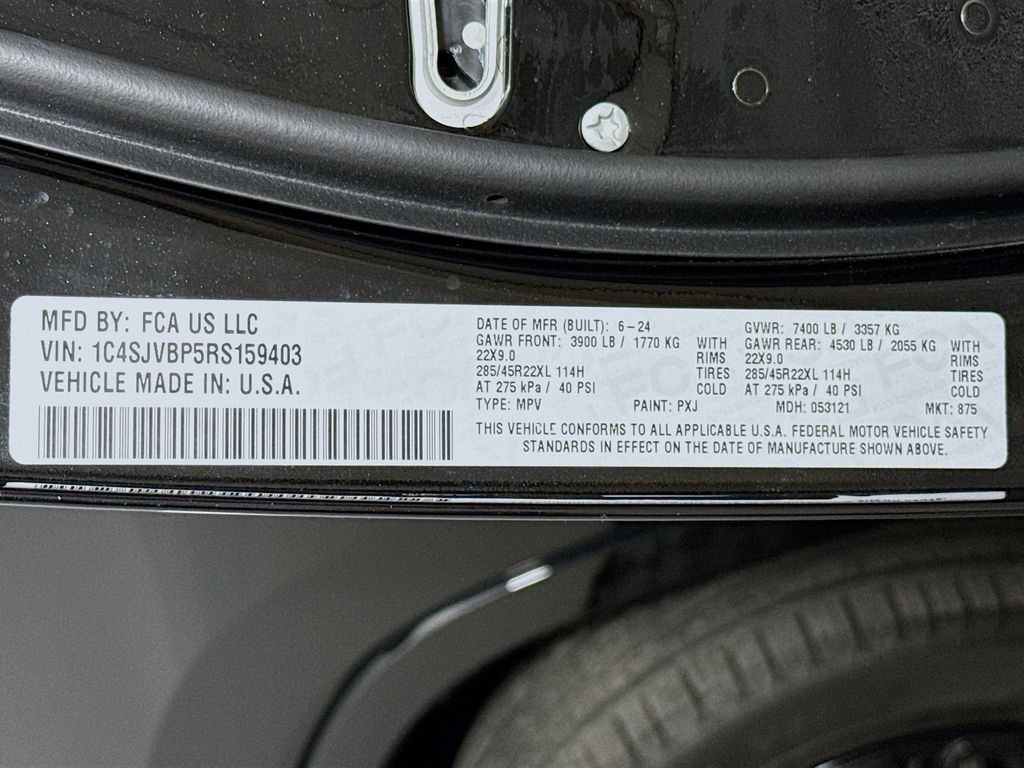 MFD BY: FCA US LLC
VIN: 1C4SJVBP5RS159403
VEHICLE MADE IN: U.S.A.
DATE OF MFR (BUILT): 6-24
GAWR FRONT: 3900 LB / 1770 KG WITH
22X9.0 RIMS
285/45R22XL 114H TIRES
AT 275 kPa / 40 PSI COLD
GVWR: 7400 LB / 3357 KG
GAWR REAR: 4530 LB / 2055 KG WITH
22X9.0 RIMS
285/45R22XL 114H TIRES
AT 275 kPa / 40 PSI COLD
TYPE: MPV PAINT: PXJ MDH: 053121 MKT: 875
THIS VEHICLE CONFORMS TO ALL APPLICABLE U.S.A. FEDERAL MOTOR VEHICLE SAFETY
STANDARDS IN EFFECT ON THE DATE OF MANUFACTURE SHOWN ABOVE.